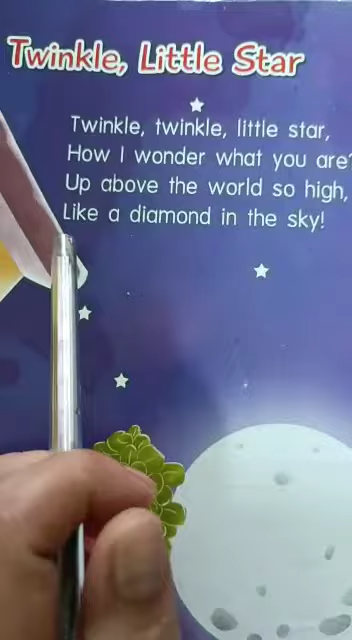 Twinkle, Little Star
Twinkle, twinkle, little star,
How I wonder what you are?
Up above the world so high,
Like a diamond in the sky!